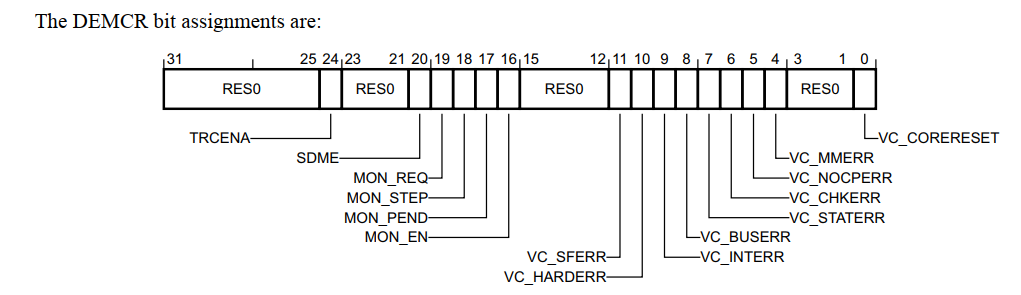 The DEMCR bit assignments are:
31 25 24 23 21 20 19 18 17 16 15 12 11 10 9 8 7 6 5 4 3 1 0
RES0 RES0 RES0 RES0
TRCENA VC_CORERESET
SDME VC_MMERR
MON_REQ VC_NOCPERR
MON_STEP VC_CHKERR
MON_PEND VC_STATERR
MON_EN VC_BUSERR
VC_SFERR VC_INTERR
VC_HARDERR